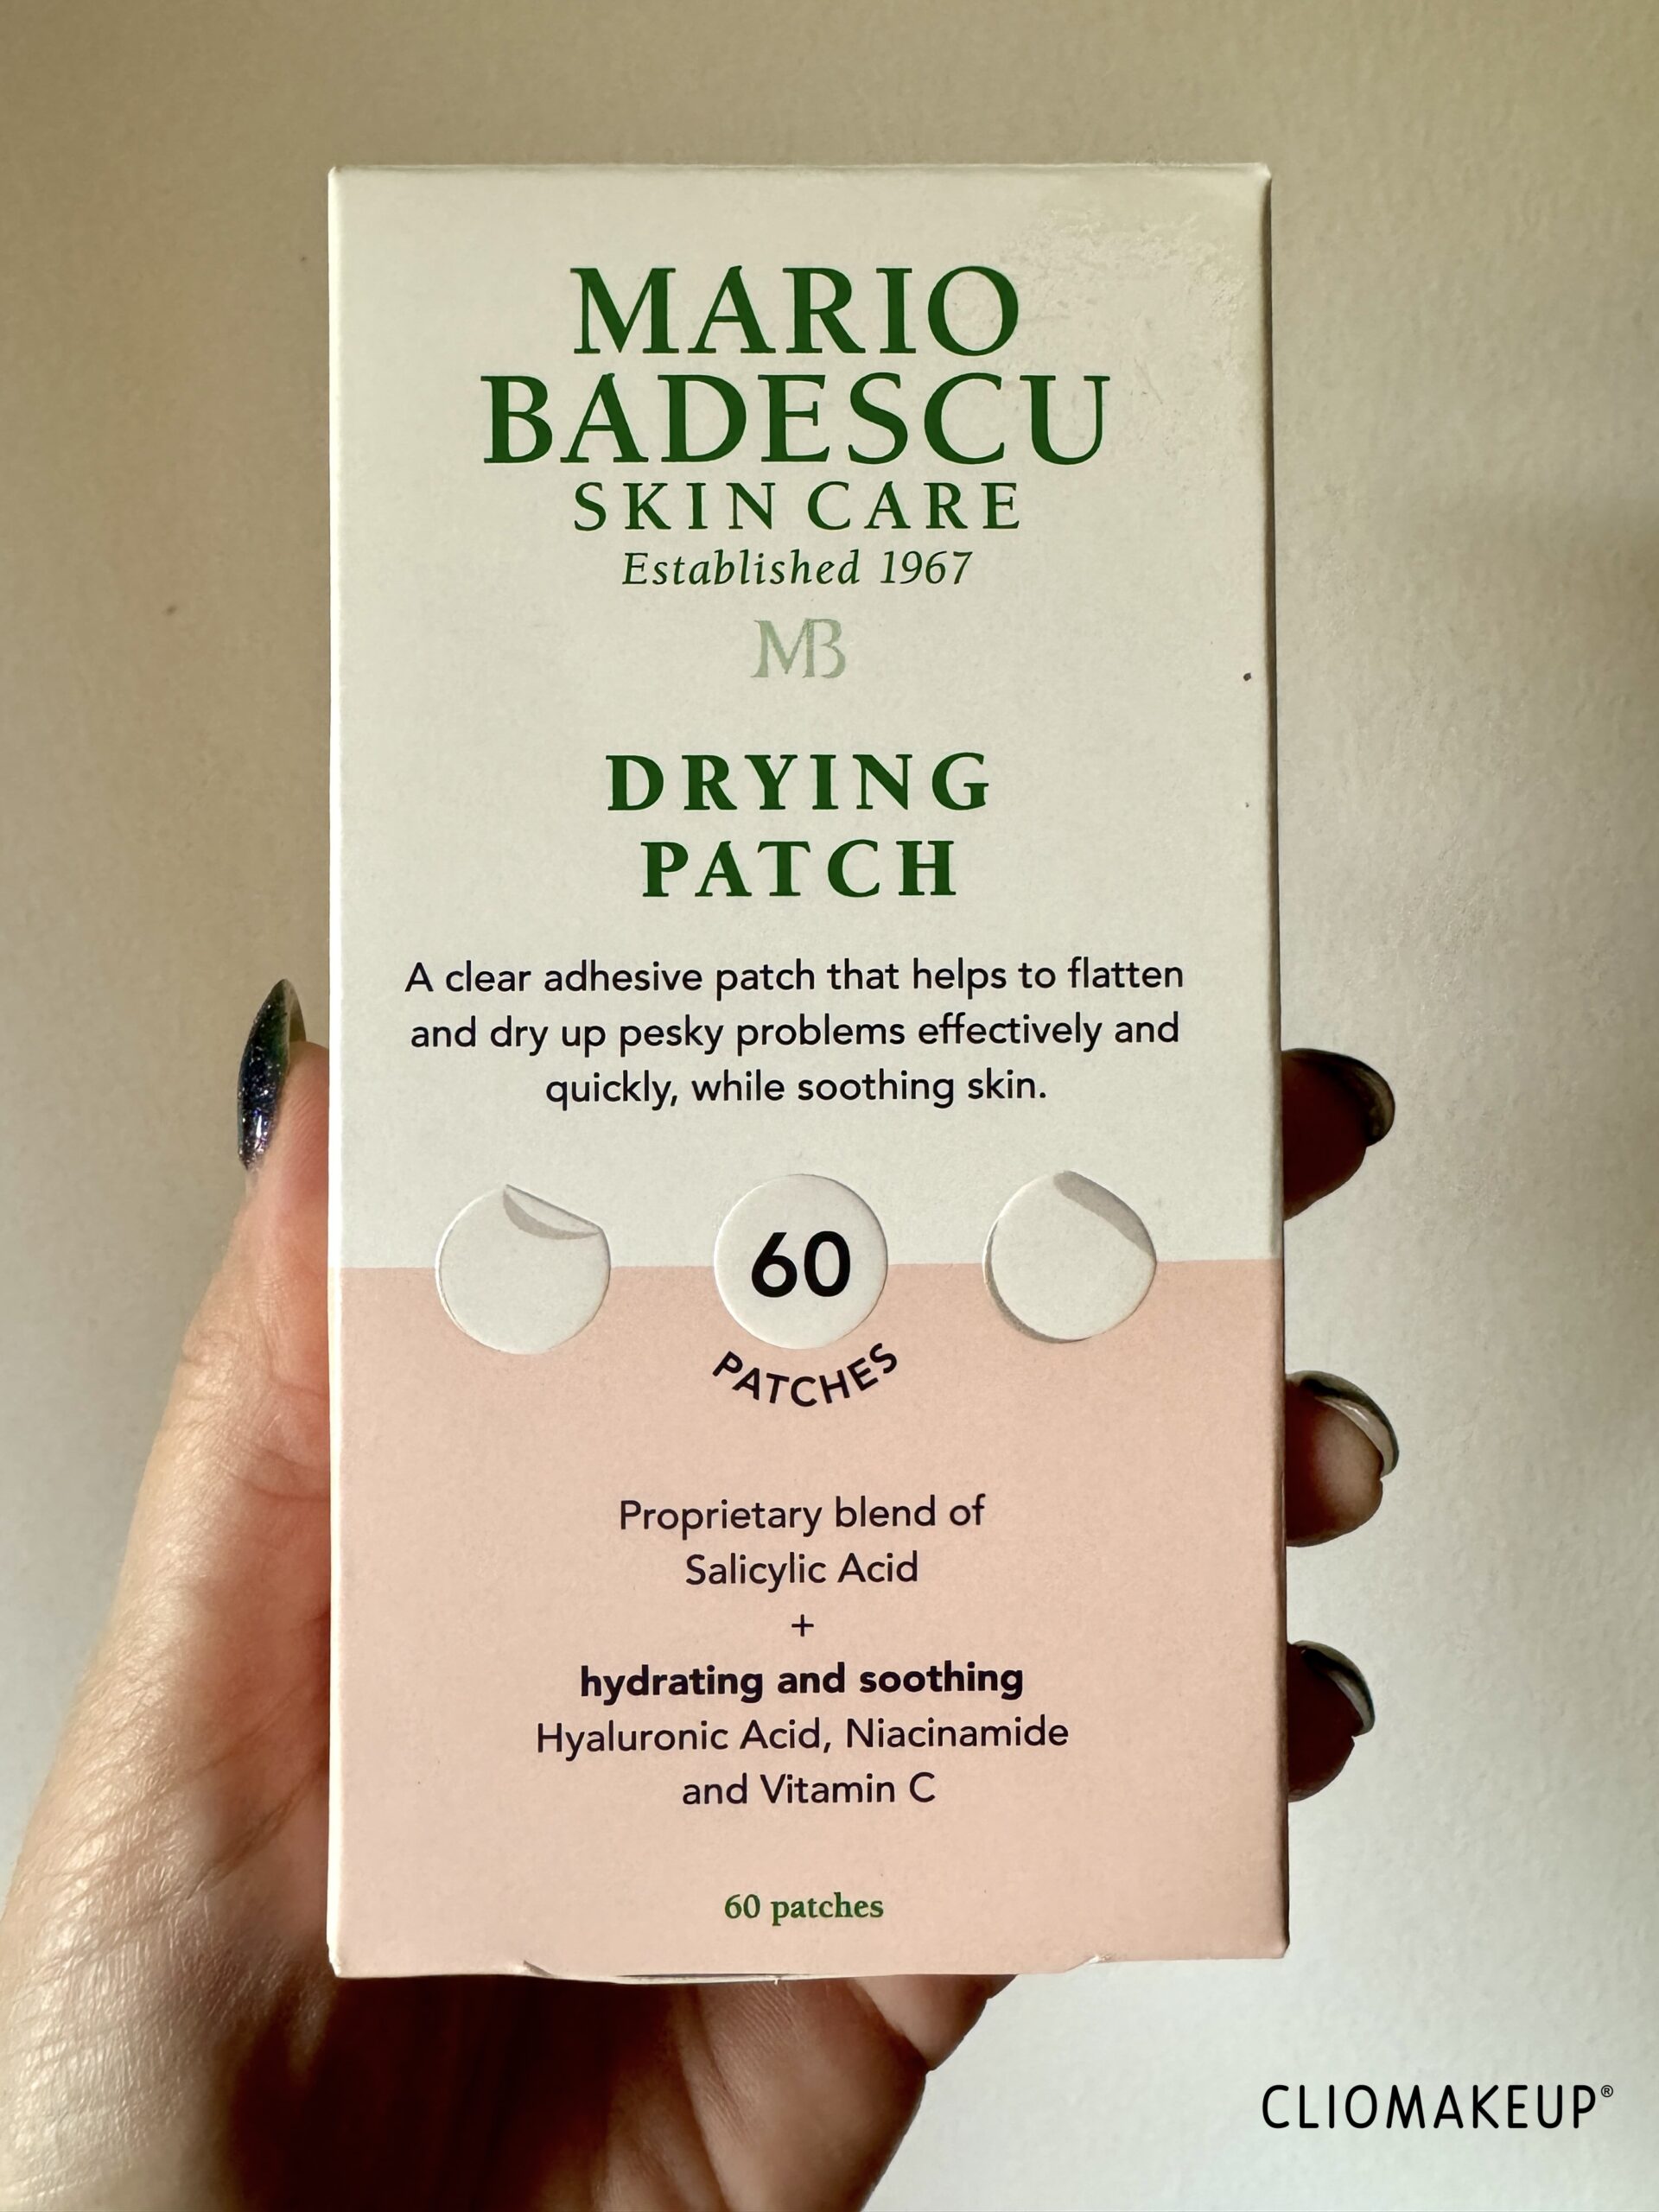 MARIO
BADESCU
SKIN CARE
Established 1967
MB
DRYING
PATCH
A clear adhesive patch that helps to flatten
and dry up pesky problems effectively and
quickly, while soothing skin.
60
PATCHES
Proprietary blend of
Salicylic Acid
+
hydrating and soothing
Hyaluronic Acid, Niacinamide
and Vitamin C
60 patches
CLIOMAKEUP®